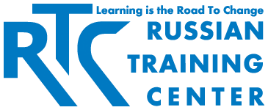 Learning is the Road To Change
RTC
RUSSIAN
TRAINING
CENTER